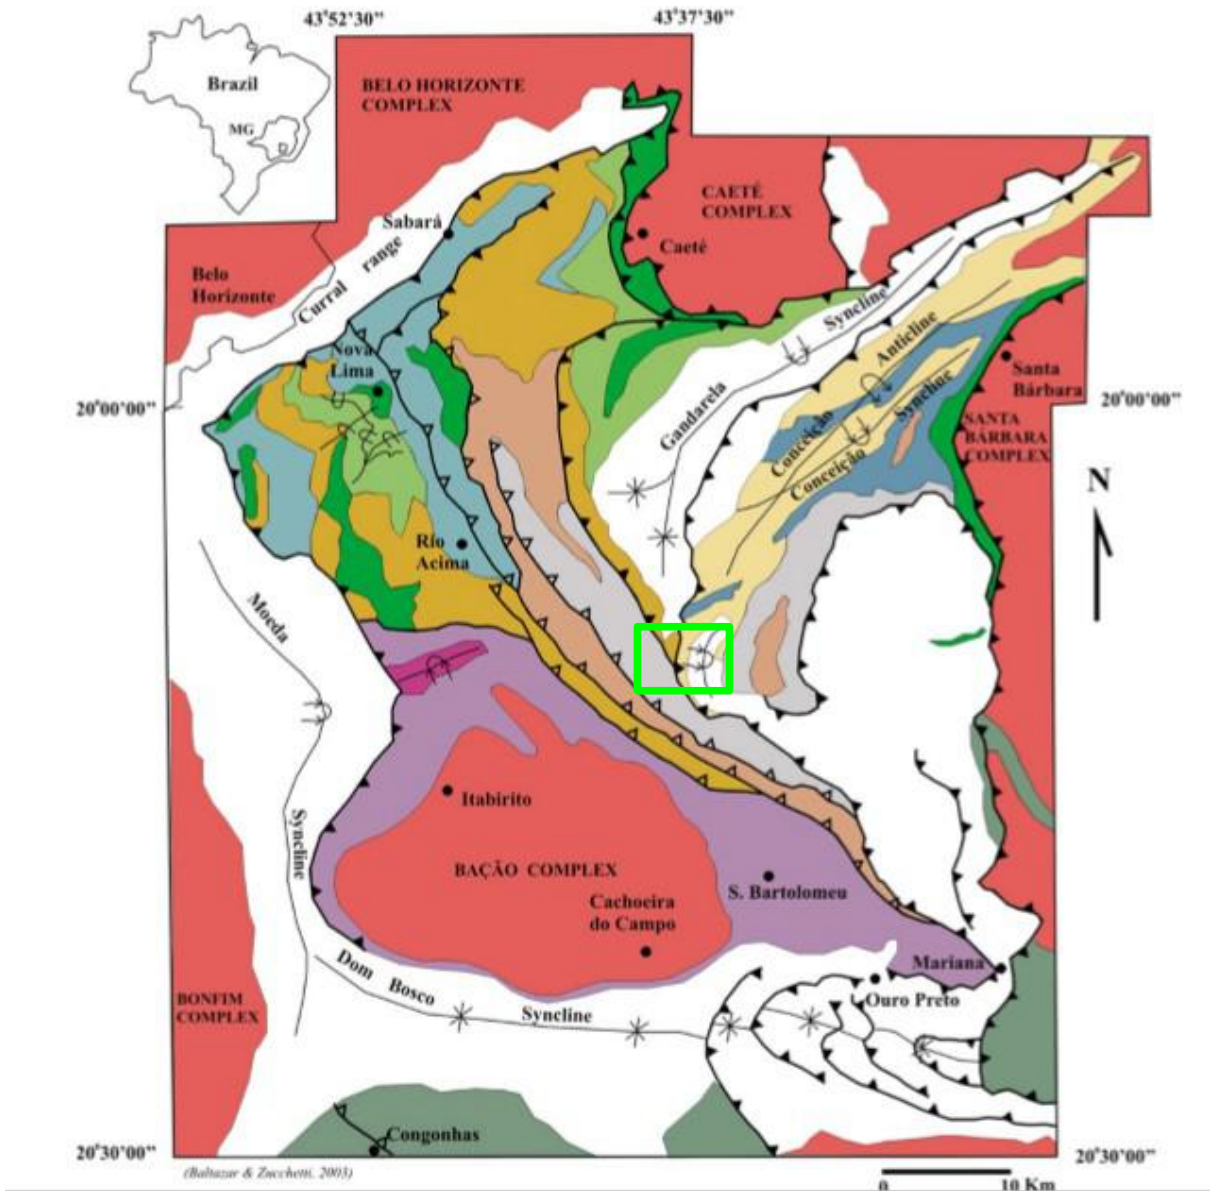 43°52'30"
43°37'30"
Brazil
MG
BELO HORIZONTE
COMPLEX
CAETÉ
COMPLEX
Sabará
Caeté
Belo
Horizonte
Curral range
Syncline
Gandarela
Anticline
Conceição
Syncline
Conceição
Nova
Lima
Santa
Bárbara
20°00'00"
20°00'00"
SANTA
BÁRBARA
COMPLEX
N
Río
Acima
Moeda
Syncline
Itabirito
BAÇÃO COMPLEX
S. Bartolomeu
Cachoeira
do Campo
Mariana
Dom Bosco Syncline
Ouro Preto
BONFIM
COMPLEX
Congonhas
20°30'00"
20°30'00"
(Baltazar & Zucchetti, 2003)
0 10 Km